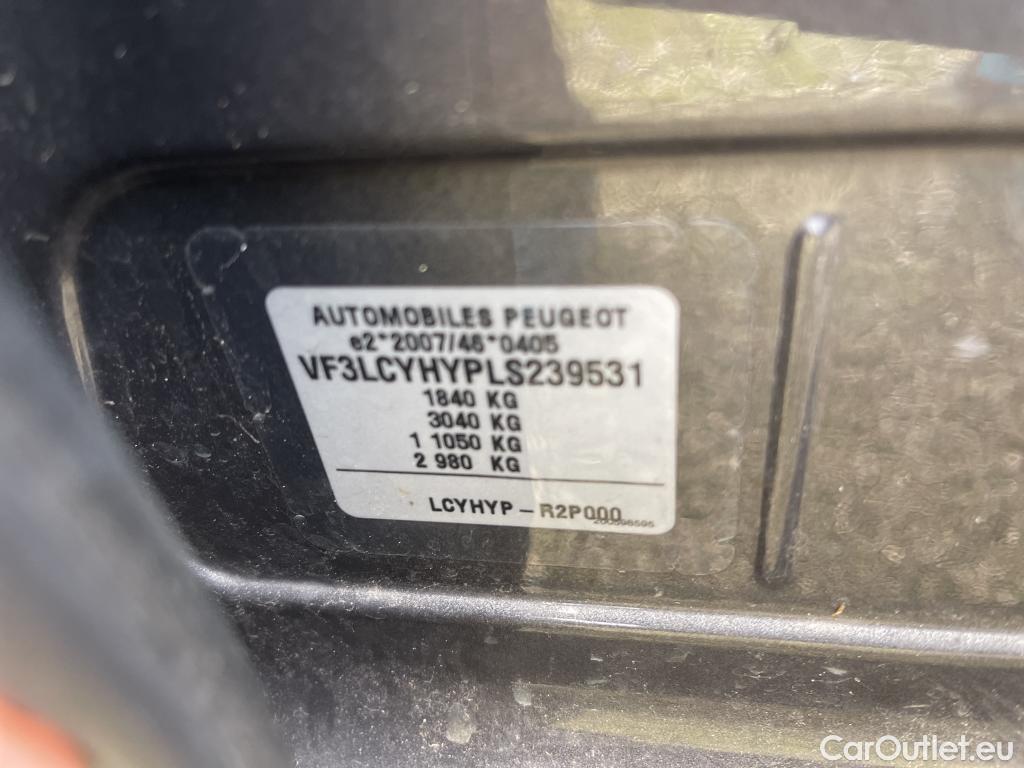 AUTOMOBILES PEUGEOT
e2*2007/46*0405
VF3LCYHYPLS239531
1840 KG
3040 KG
1 1050 KG
2 980 KG
LCYHYP - R2P000
CarOutlet.eu